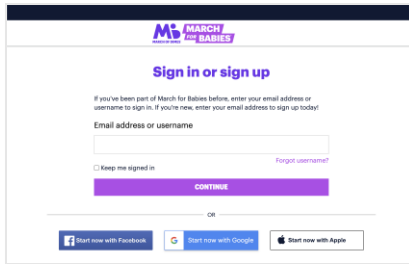 MARCH OF DIMES
MARCH
FOR BABIES
Sign in or sign up
If you've been part of March for Babies before, enter your email address or
username to sign in. If you're new, enter your email address to sign up today!
Email address or username
Forgot username?
Keep me signed in
CONTINUE
OR
Start now with Facebook
Start now with Google
Start now with Apple